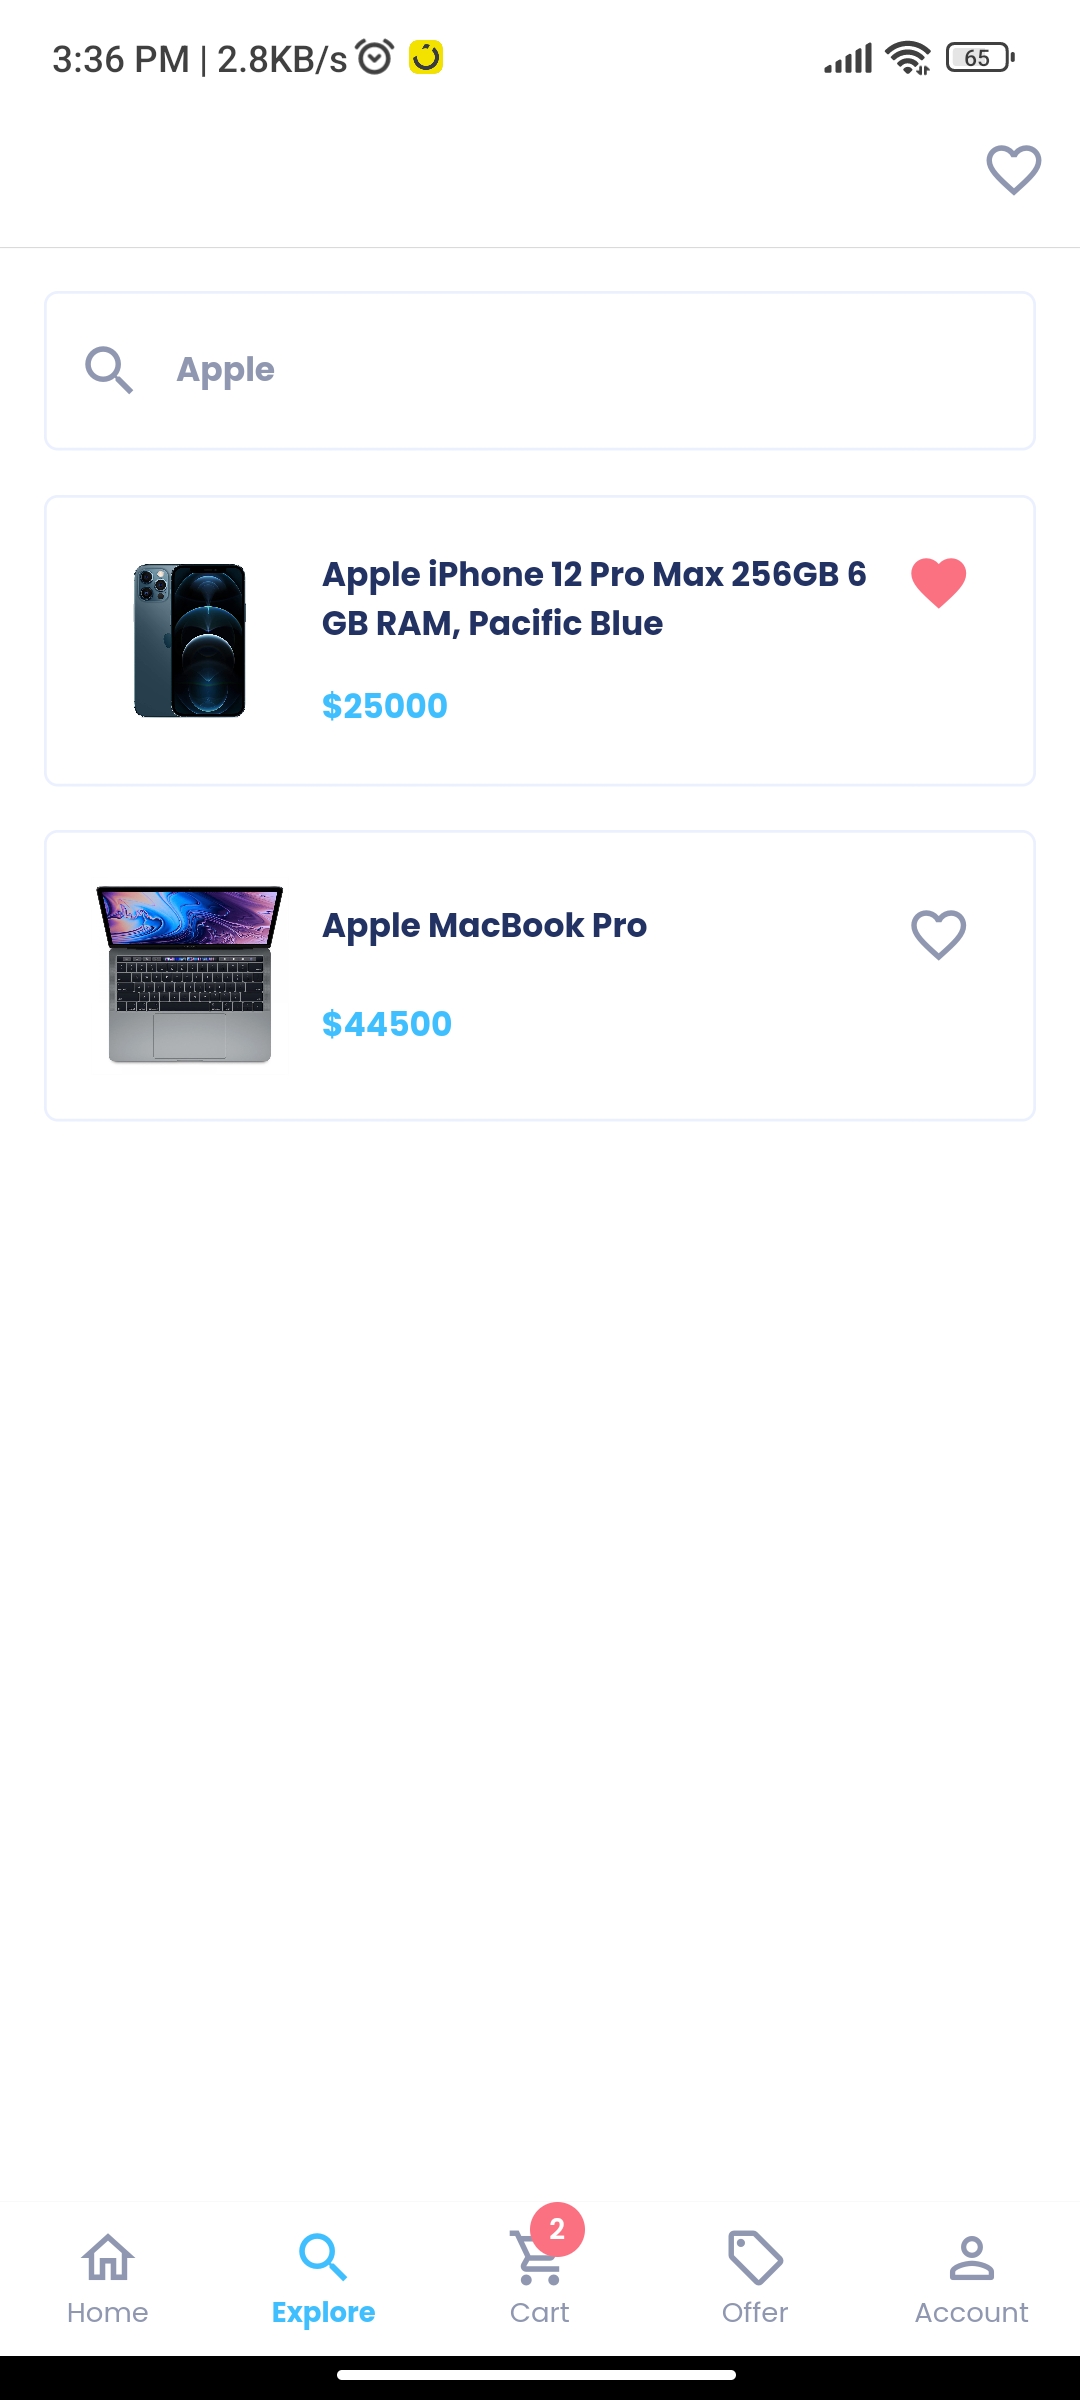 3:36 PM | 2.8KB/s
65
Apple
Apple iPhone 12 Pro Max 256GB 6
GB RAM, Pacific Blue
$25000
Apple MacBook Pro
$44500
2
Home
Explore
Cart
Offer
Account